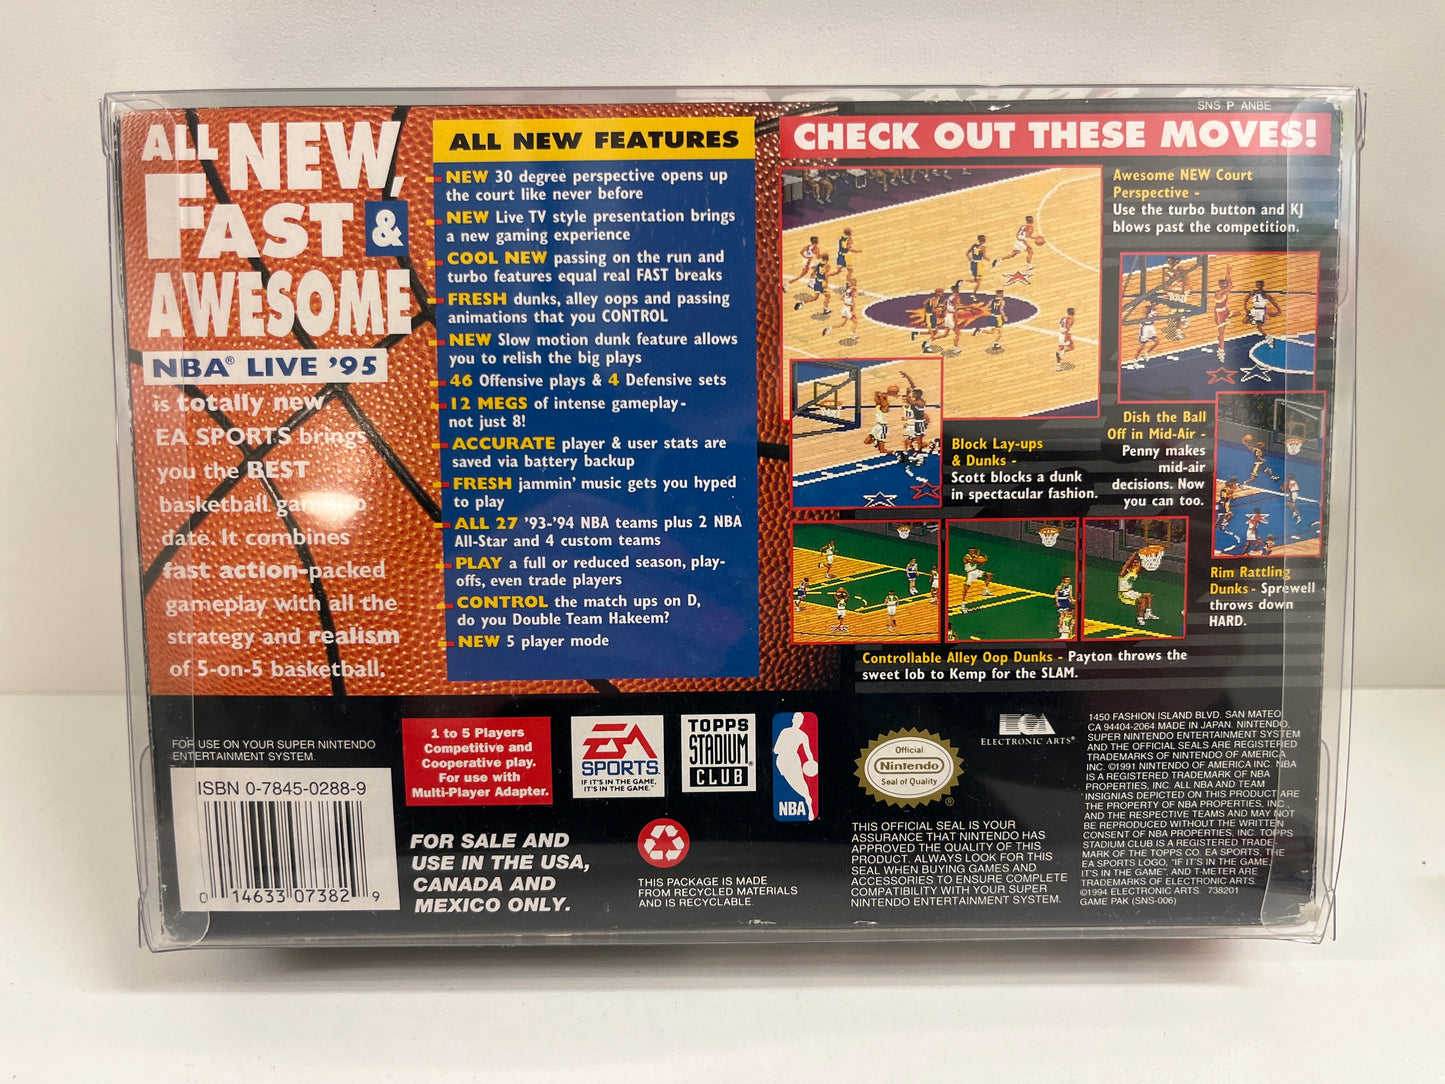 SNS P ANBE
ALL NEW,
FAST &
AWESOME
NBA® LIVE '95
is totally new
EA SPORTS brings
you the BEST
basketball game to
date. It combines
fast action-packed
gameplay with all the
strategy and realism
of 5-on-5 basketball.
ALL NEW FEATURES
NEW 30 degree perspective opens up
the court like never before
NEW Live TV style presentation brings
a new gaming experience
COOL NEW passing on the run and
turbo features equal real FAST breaks
FRESH dunks, alley oops and passing
animations that you CONTROL
NEW Slow motion dunk feature allows
you to relish the big plays
46 Offensive plays & 4 Defensive sets
12 MEGS of intense gameplay-
not just 8!
ACCURATE player & user stats are
saved via battery backup
FRESH jammin' music gets you hyped
to play
ALL 27 '93-'94 NBA teams plus 2 NBA
All-Star and 4 custom teams
PLAY a full or reduced season, play-
offs, even trade players
CONTROL the match ups on D,
do you Double Team Hakeem?
NEW 5 player mode
CHECK OUT THESE MOVES!
Awesome NEW Court
Perspective -
Use the turbo button and KJ
blows past the competition.
Block Lay-ups
& Dunks -
Scott blocks a dunk
in spectacular fashion.
Dish the Ball
Off in Mid-Air -
Penny makes
mid-air
decisions. Now
you can too.
Rim Rattling
Dunks - Sprewell
throws down
HARD.
Controllable Alley Oop Dunks - Payton throws the
sweet lob to Kemp for the SLAM.
FOR USE ON YOUR SUPER NINTENDO
ENTERTAINMENT SYSTEM.
ISBN 0-7845-0288-9
0 14633 07382 9
1 to 5 Players
Competitive and
Cooperative play.
For use with
Multi-Player Adapter.
FOR SALE AND
USE IN THE USA,
CANADA AND
MEXICO ONLY.
EA
SPORTS
IF IT'S IN THE GAME,
IT'S IN THE GAME.™
TOPPS
STADIUM
CLUB
NBA
THIS PACKAGE IS MADE
FROM RECYCLED MATERIALS
AND IS RECYCLABLE.
Official
Nintendo
Seal of Quality
®
THIS OFFICIAL SEAL IS YOUR
ASSURANCE THAT NINTENDO HAS
APPROVED THE QUALITY OF THIS
PRODUCT. ALWAYS LOOK FOR THIS
SEAL WHEN BUYING GAMES AND
ACCESSORIES TO ENSURE COMPLETE
COMPATIBILITY WITH YOUR SUPER
NINTENDO ENTERTAINMENT SYSTEM.
EA
ELECTRONIC ARTS®
1450 FASHION ISLAND BLVD. SAN MATEO,
CA 94404-2064 MADE IN JAPAN. NINTENDO,
SUPER NINTENDO ENTERTAINMENT SYSTEM
AND THE OFFICIAL SEALS ARE REGISTERED
TRADEMARKS OF NINTENDO OF AMERICA
INC. ©1991 NINTENDO OF AMERICA INC. NBA
IS A REGISTERED TRADEMARK OF NBA
PROPERTIES, INC. ALL NBA AND TEAM
INSIGNIAS DEPICTED ON THIS PRODUCT ARE
THE PROPERTY OF NBA PROPERTIES, INC.,
AND THE RESPECTIVE TEAMS AND MAY NOT
BE REPRODUCED WITHOUT THE WRITTEN
CONSENT OF NBA PROPERTIES, INC. TOPPS
STADIUM CLUB IS A REG. TRADE-
MARK OF THE TOPPS CO. EA SPORTS, THE
EA SPORTS LOGO, "IF IT'S IN THE GAME,
IT'S IN THE GAME", AND T-METER ARE
TRADEMARKS OF ELECTRONIC ARTS.
©1994 ELECTRONIC ARTS. 738201
GAME PAK (SNS-006)